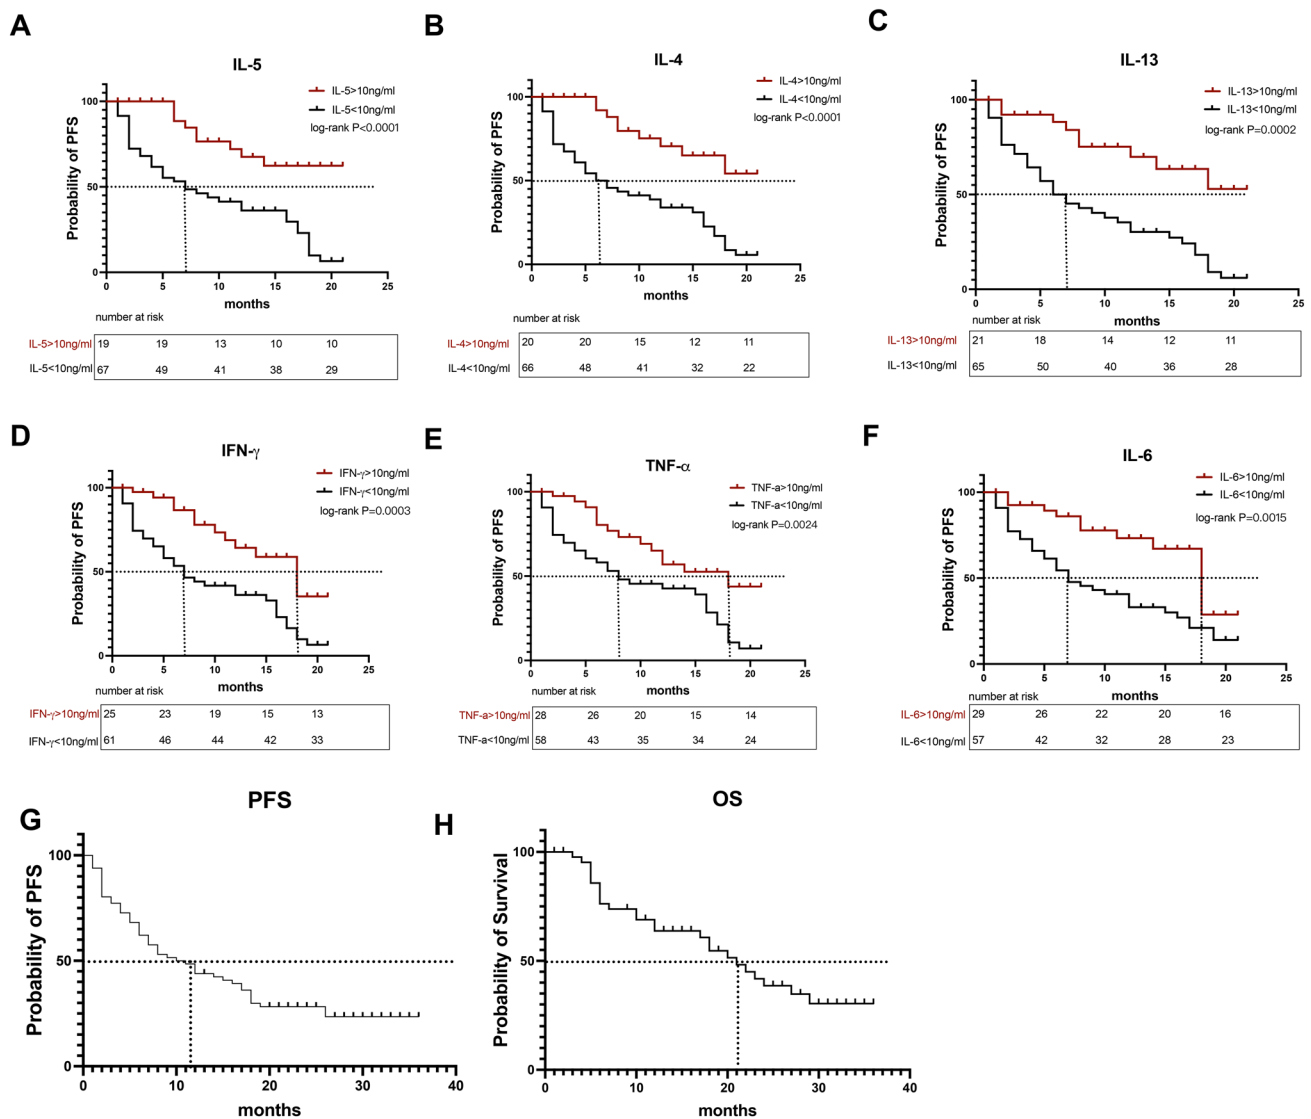 A
IL-5
IL-5>10ng/ml
IL-5<10ng/ml
log-rank P<0.0001
Probability of PFS
100
50
0
0 5 10 15 20 25
months
number at risk
IL-5>10ng/ml 19 19 13 10 10
IL-5<10ng/ml 67 49 41 38 29
B
IL-4
IL-4>10ng/ml
IL-4<10ng/ml
log-rank P<0.0001
Probability of PFS
100
50
0
0 5 10 15 20 25
months
number at risk
IL-4>10ng/ml 20 20 15 12 11
IL-4<10ng/ml 66 48 41 32 22
C
IL-13
IL-13>10ng/ml
IL-13<10ng/ml
log-rank P=0.0002
Probability of PFS
100
50
0
0 5 10 15 20 25
months
number at risk
IL-13>10ng/ml 21 18 14 12 11
IL-13<10ng/ml 65 50 40 36 28
D
IFN-γ
IFN-γ>10ng/ml
IFN-γ<10ng/ml
log-rank P=0.0003
Probability of PFS
100
50
0
0 5 10 15 20 25
months
number at risk
IFN-γ>10ng/ml 25 23 19 15 13
IFN-γ<10ng/ml 61 46 44 42 33
E
TNF-α
TNF-a>10ng/ml
TNF-a<10ng/ml
log-rank P=0.0024
Probability of PFS
100
50
0
0 5 10 15 20 25
months
number at risk
TNF-a>10ng/ml 28 26 20 15 14
TNF-a<10ng/ml 58 43 35 34 24
F
IL-6
IL-6>10ng/ml
IL-6<10ng/ml
log-rank P=0.0015
Probability of PFS
100
50
0
0 5 10 15 20 25
months
number at risk
IL-6>10ng/ml 29 26 22 20 16
IL-6<10ng/ml 57 42 32 28 23
G
PFS
Probability of PFS
100
50
0
0 10 20 30 40
months
H
OS
Probability of Survival
100
50
0
0 10 20 30 40
months